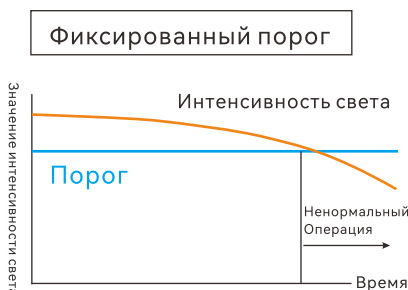 Фиксированный порог
Интенсивность света
Значение интенсивности света
Порог
Ненормальный
Операция
Время